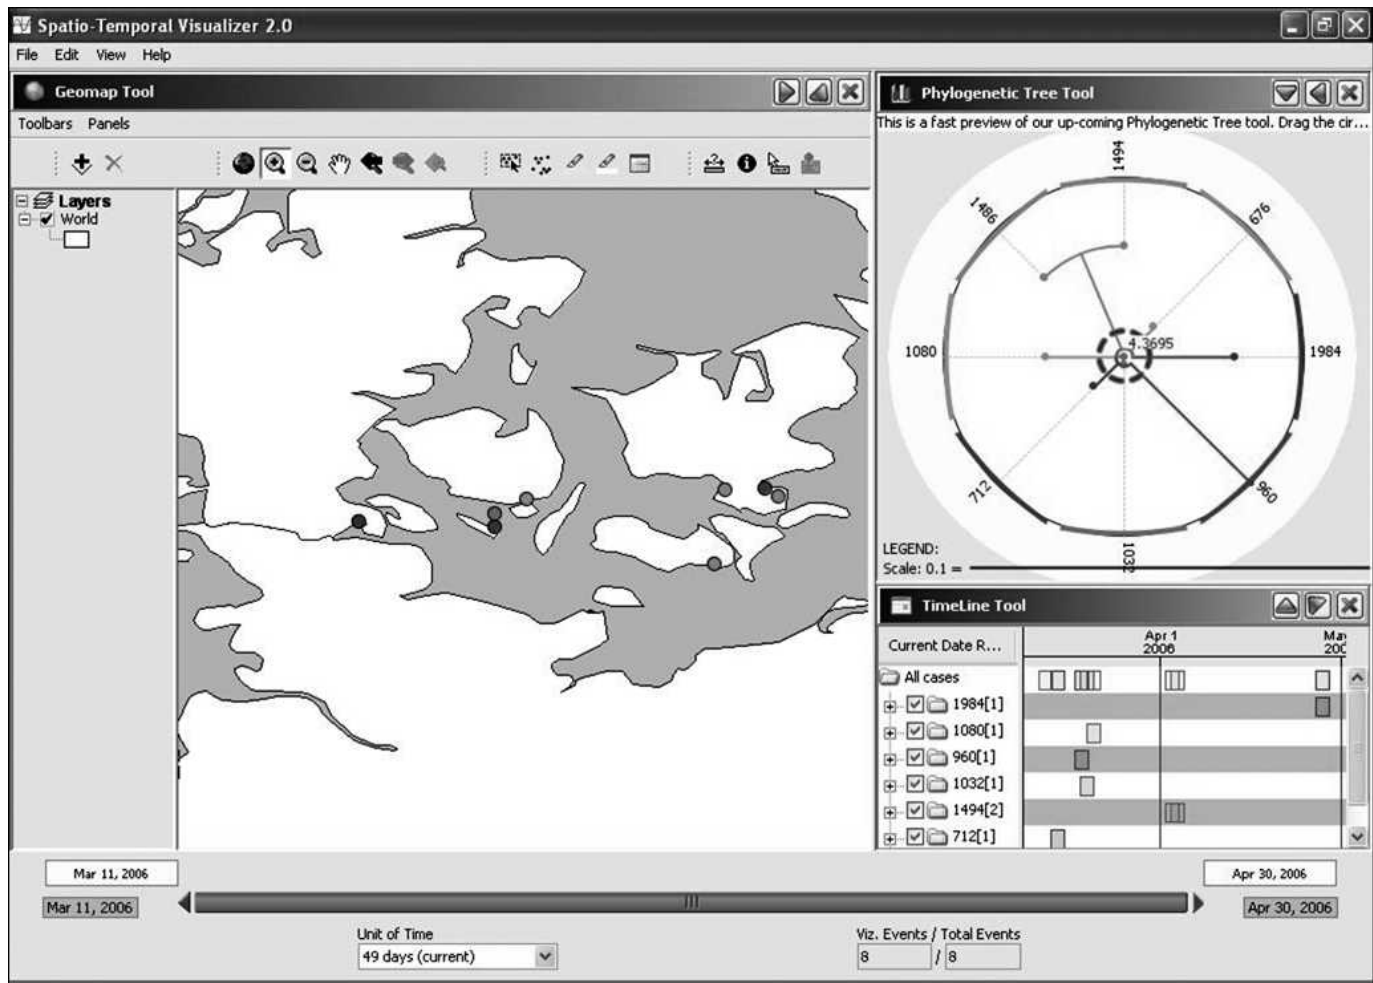 Spatio-Temporal Visualizer 2.0
File Edit View Help
Geomap Tool
Toolbars Panels
Layers
World
Phylogenetic Tree Tool
This is a fast preview of our up-coming Phylogenetic Tree tool. Drag the cir...
1494
1486
676
4.3695
1080
1984
712
960
1032
LEGEND:
Scale: 0.1 =
TimeLine Tool
Current Date R...
Apr 1
2006
May
200
All cases
1984[1]
1080[1]
960[1]
1032[1]
1494[2]
712[1]
Mar 11, 2006
Apr 30, 2006
Mar 11, 2006
Apr 30, 2006
Unit of Time
49 days (current)
Viz. Events / Total Events
8 / 8